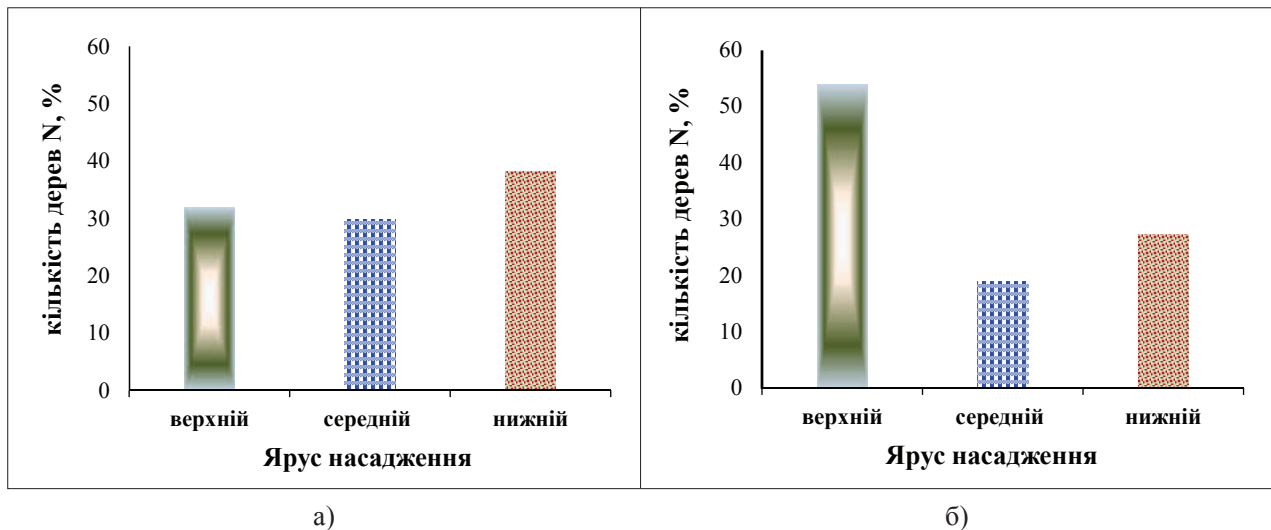 кількість дерев N, %
60
50
40
30
20
10
0
верхній середній нижній
Ярус насадження
а)
кількість дерев N, %
60
50
40
30
20
10
0
верхній середній нижній
Ярус насадження
б)